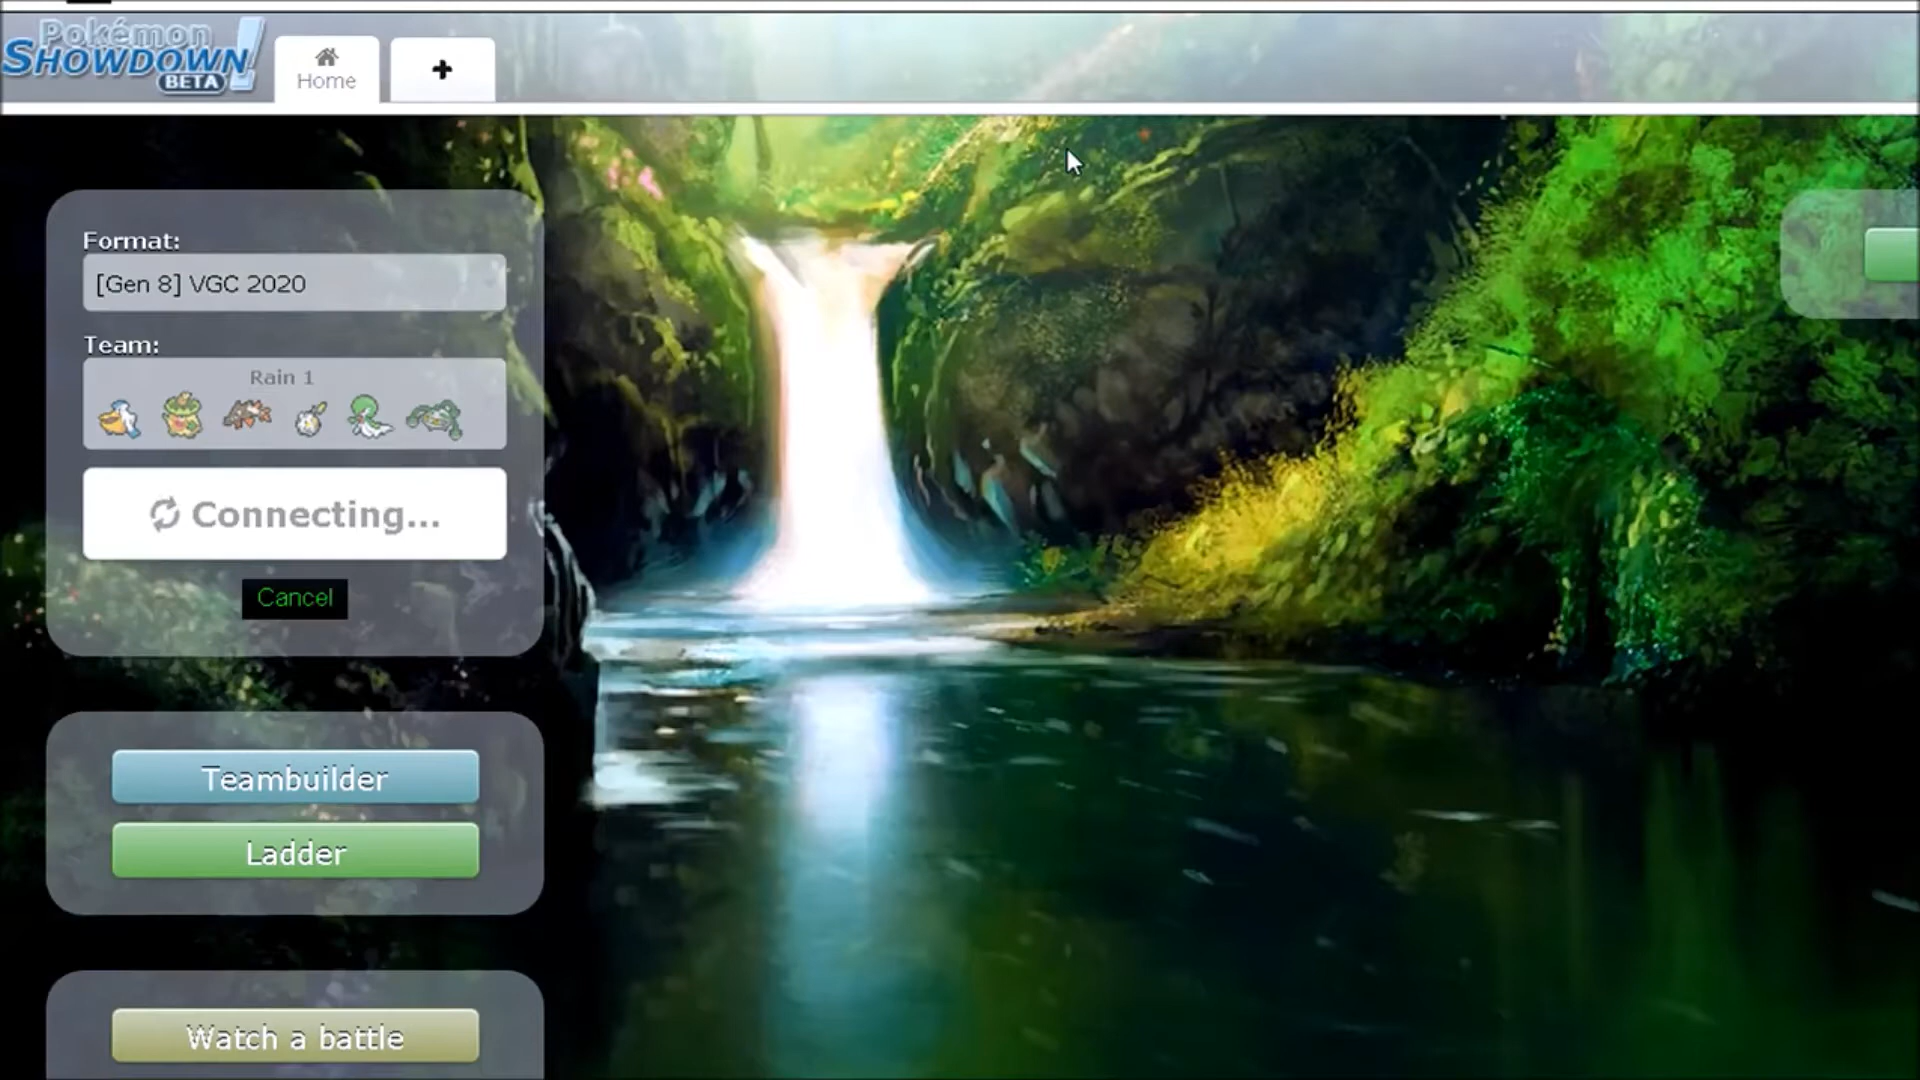 Pokémon
SHOWDOWN!
BETA
Home
Format:
[Gen 8] VGC 2020
Team:
Rain 1
Connecting...
Cancel
Teambuilder
Ladder
Watch a battle